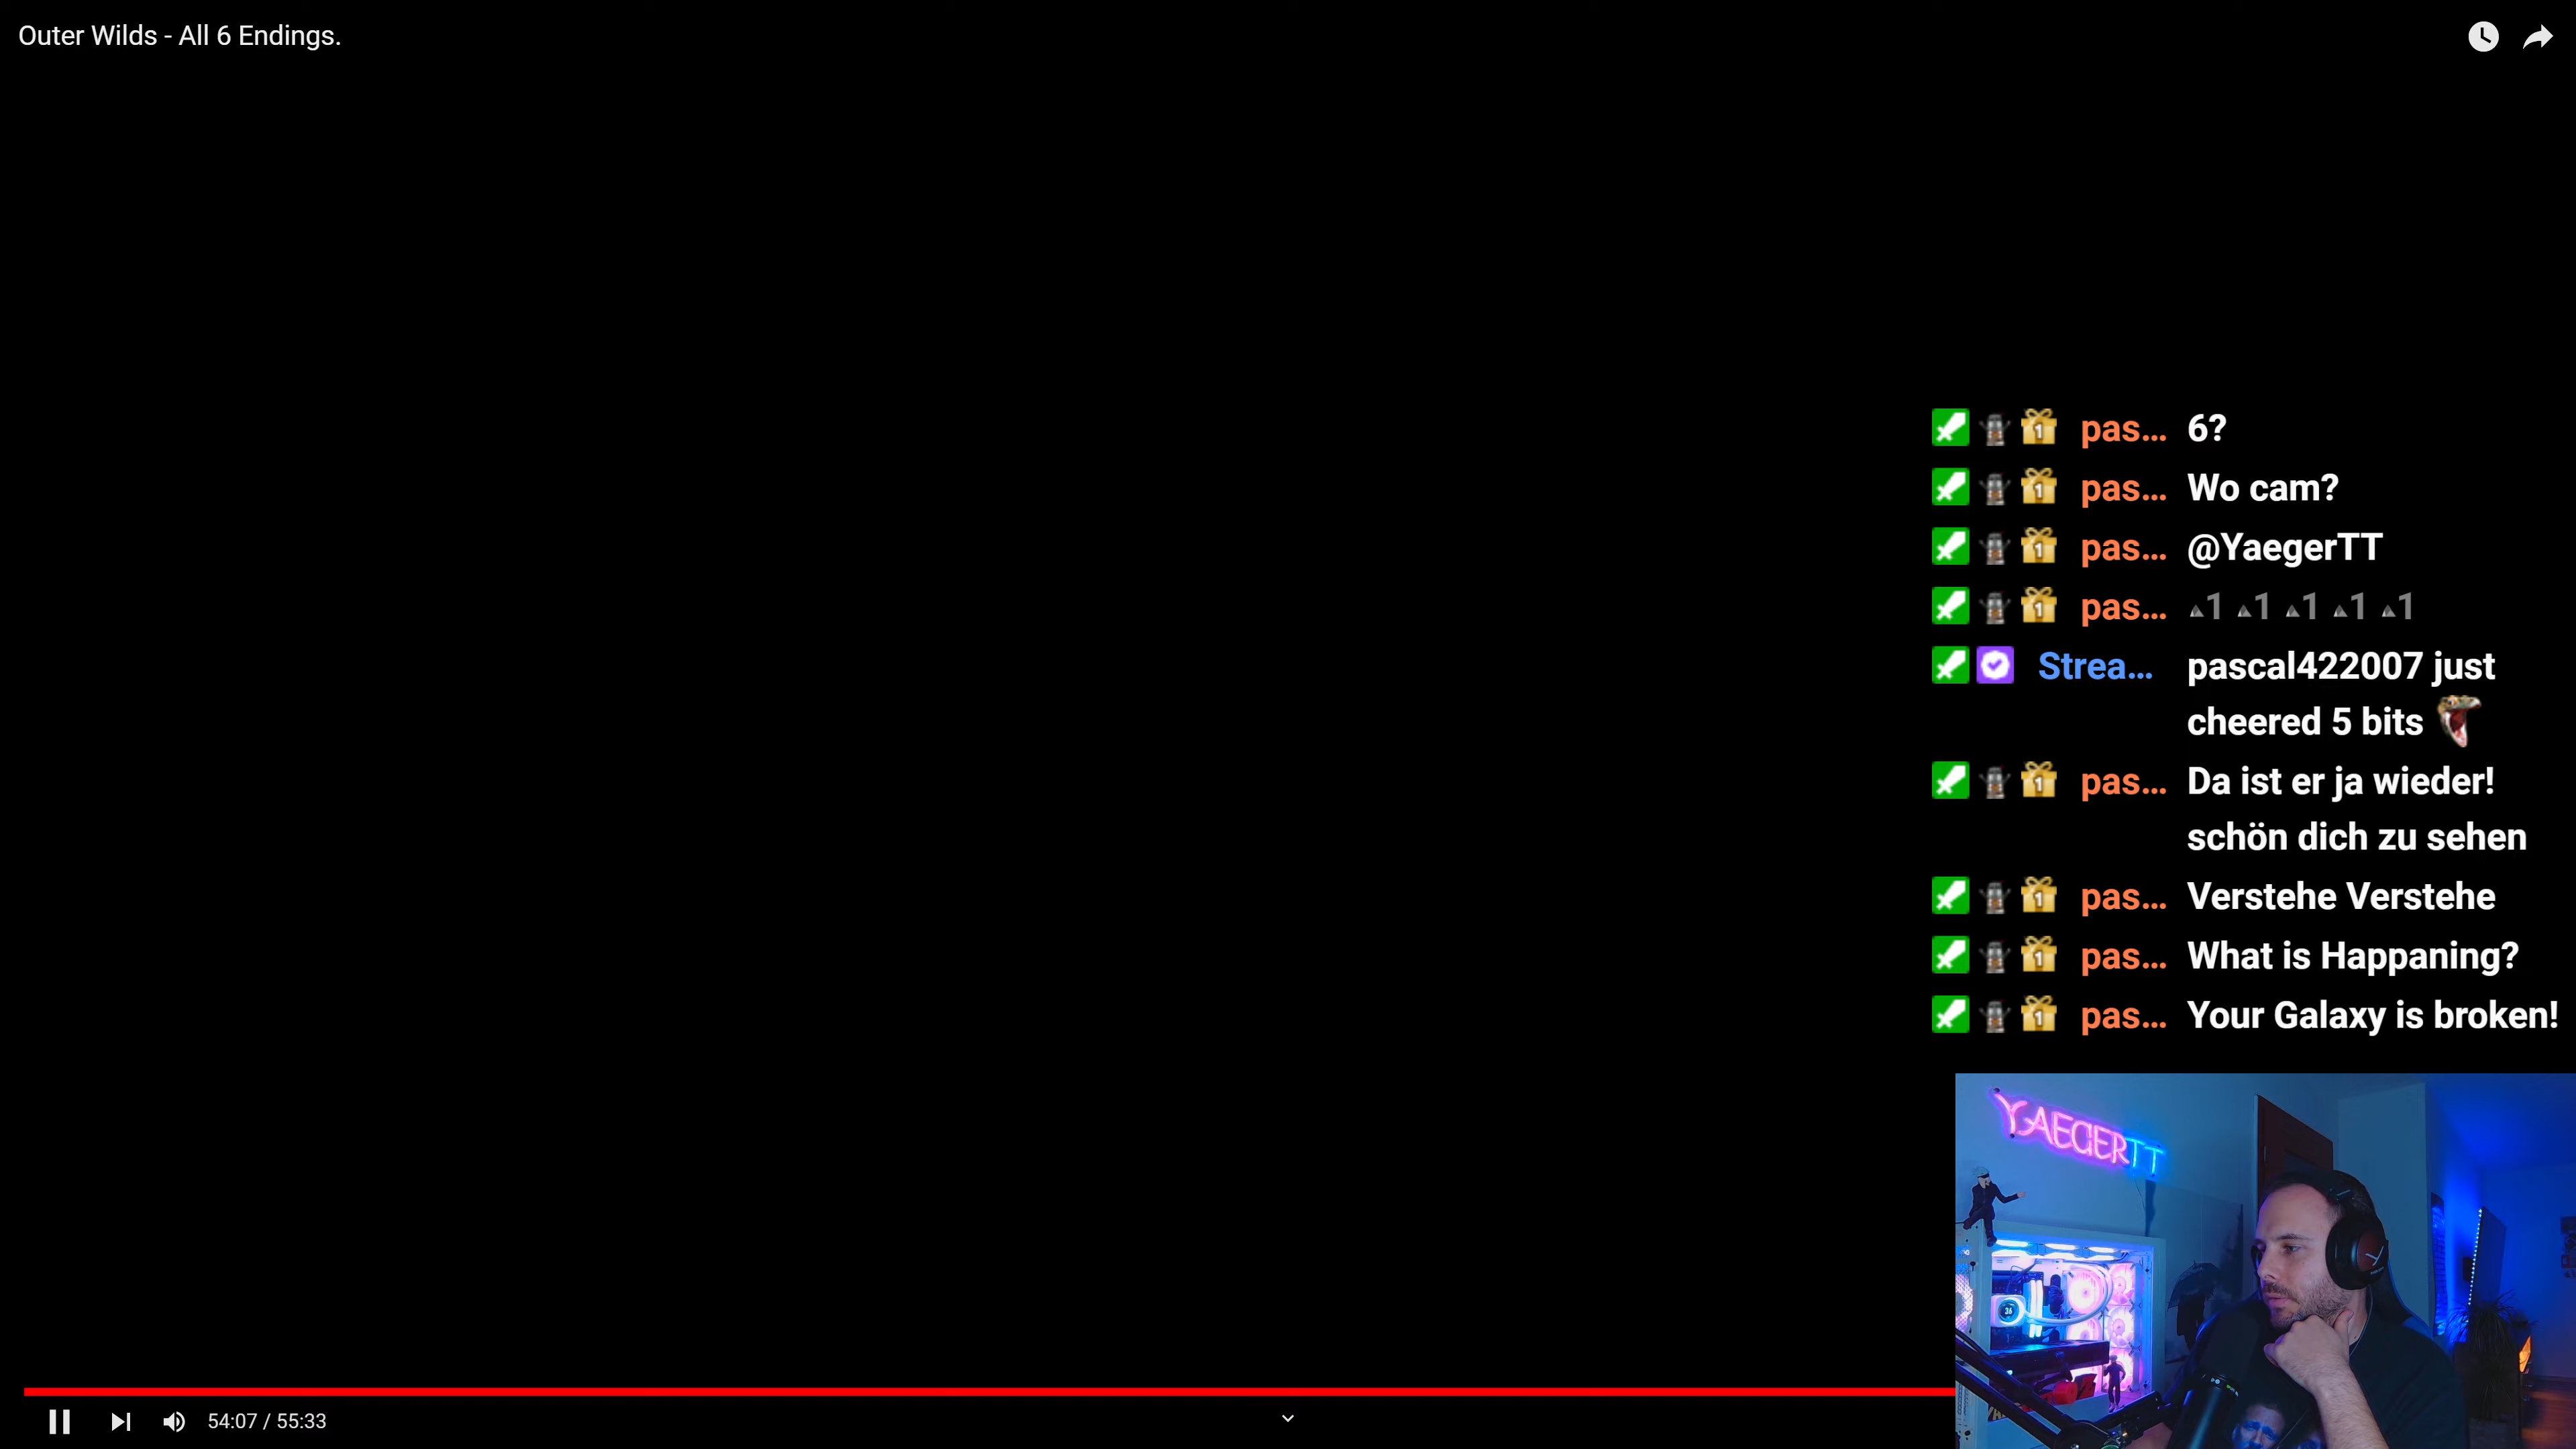 Outer Wilds - All 6 Endings.
pas... 6?
pas... Wo cam?
pas... @YaegerTT
pas... 1 1 1 1 1
Strea... pascal422007 just
cheered 5 bits
pas... Da ist er ja wieder!
schön dich zu sehen
pas... Verstehe Verstehe
pas... What is Happaning?
pas... Your Galaxy is broken!
YAEGERTT
36
54:07 / 55:33